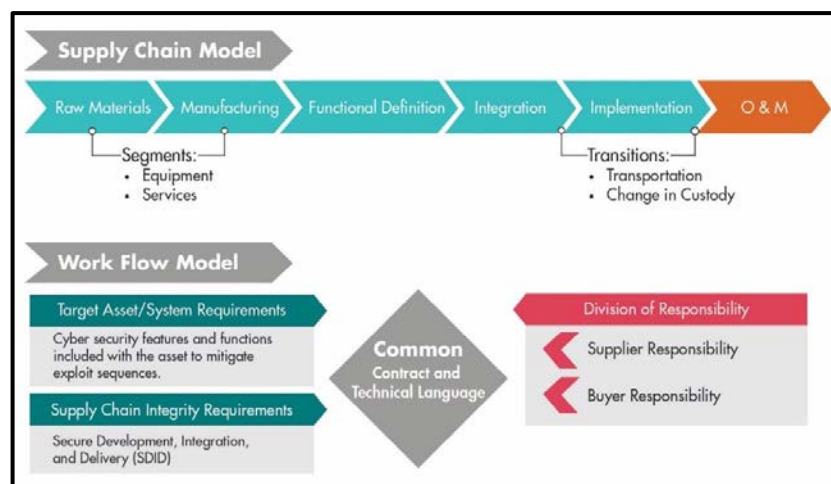 Supply Chain Model
Raw Materials
Manufacturing
Functional Definition
Integration
Implementation
O & M
Segments:
• Equipment
• Services
Transitions:
• Transportation
• Change in Custody
Work Flow Model
Target Asset/System Requirements
Cyber security features and functions
included with the asset to mitigate
exploit sequences.
Supply Chain Integrity Requirements
Secure Development, Integration,
and Delivery (SDID)
Common
Contract and
Technical Language
Division of Responsibility
Supplier Responsibility
Buyer Responsibility